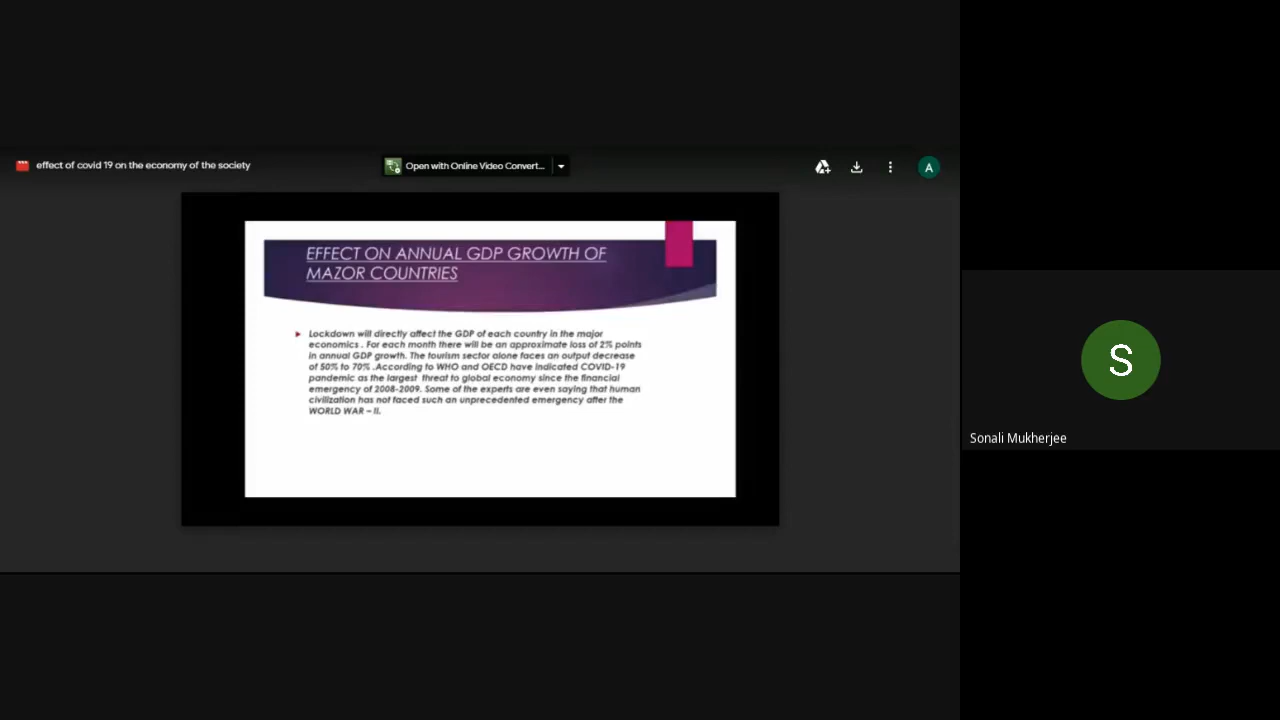 effect of covid 19 on the economy of the society
Open with Online Video Convert...
A
EFFECT ON ANNUAL GDP GROWTH OF
MAZOR COUNTRIES
Lockdown will directly affect the GDP of each country in the major
economics . For each month there will be an approximate loss of 2% points
in annual GDP growth. The tourism sector alone faces an output decrease
of 50% to 70% .According to WHO and OECD have indicated COVID-19
pandemic as the largest threat to global economy since the financial
emergency of 2008-2009. Some of the experts are even saying that human
civilization has not faced such an unprecedented emergency after the
WORLD WAR – II.
S
Sonali Mukherjee